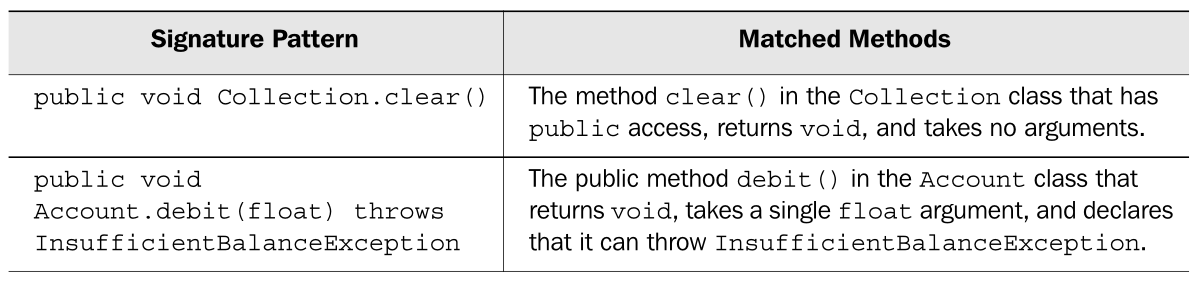 Signature Pattern
Matched Methods
public void Collection.clear()
The method clear() in the Collection class that has
public access, returns void, and takes no arguments.
public void
Account.debit(float) throws
InsufficientBalanceException
The public method debit() in the Account class that
returns void, takes a single float argument, and declares
that it can throw InsufficientBalanceException.